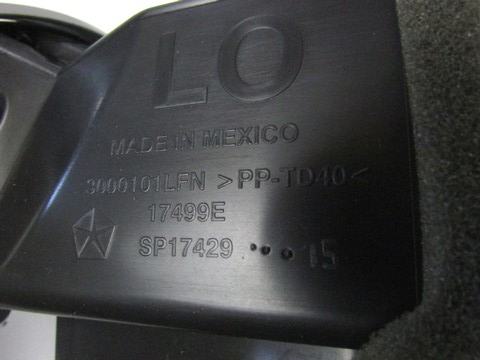 LO
MADE IN MEXICO
3000101LFN >PP-TD40<
17499E
SP17429 15